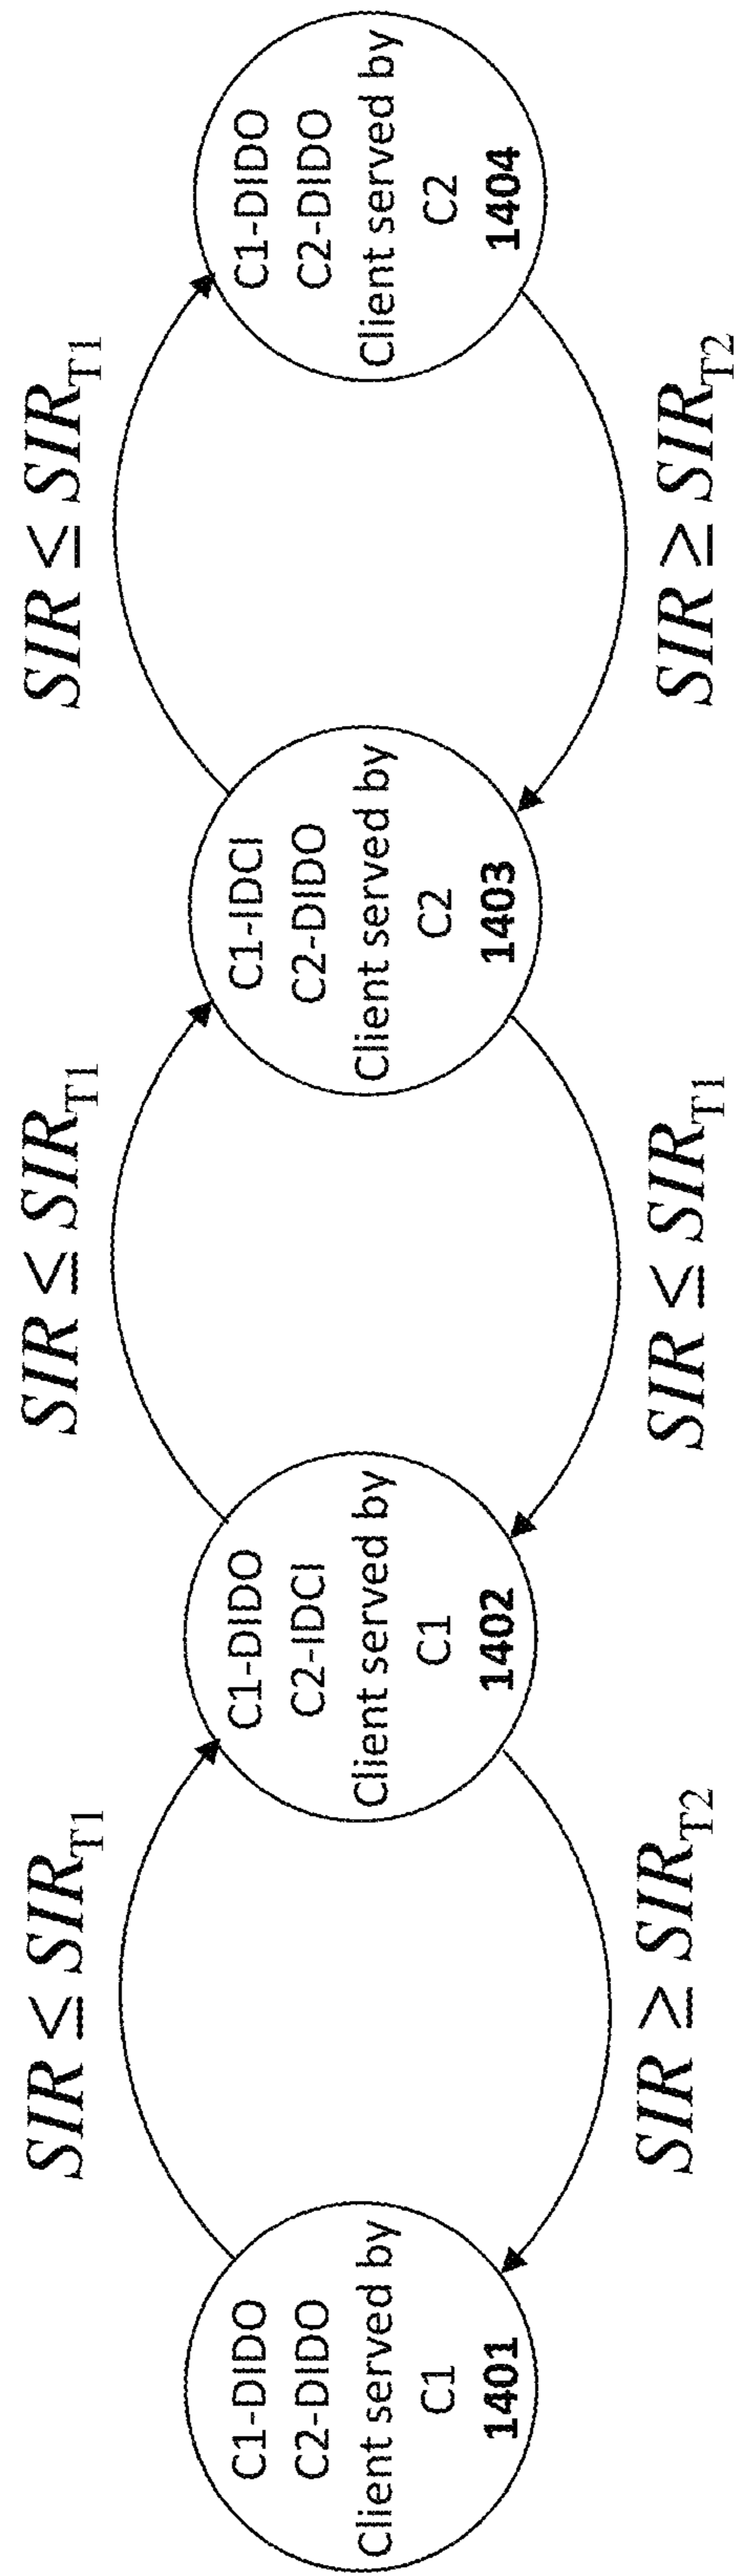 SIR ≤ SIR_T1
SIR ≤ SIR_T1
SIR ≤ SIR_T1
C1-DIDO
C2-DIDO
Client served by
C1
1401
C1-DIDO
C2-IDCI
Client served by
C1
1402
C1-IDCI
C2-DIDO
Client served by
C2
1403
C1-DIDO
C2-DIDO
Client served by
C2
1404
SIR ≥ SIR_T2
SIR ≤ SIR_T1
SIR ≥ SIR_T2